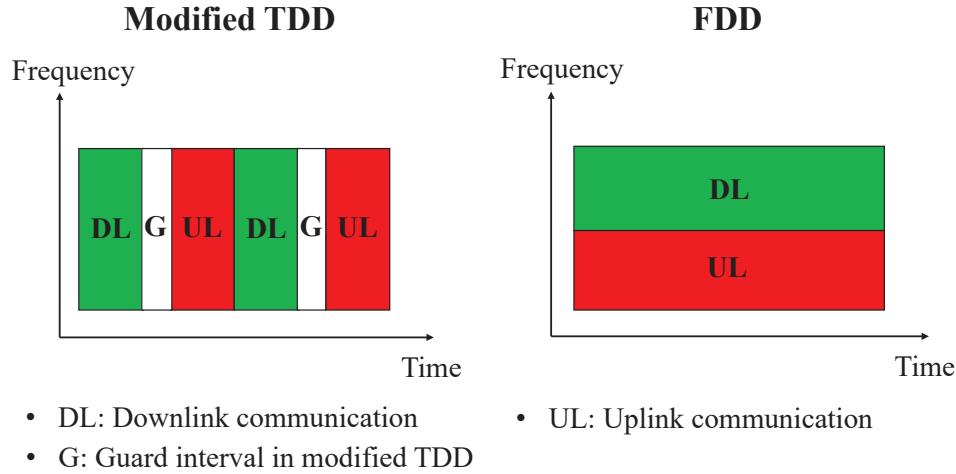 Modified TDD
Frequency
DL G UL DL G UL
Time
• DL: Downlink communication
• G: Guard interval in modified TDD
FDD
Frequency
DL
UL
Time
• UL: Uplink communication